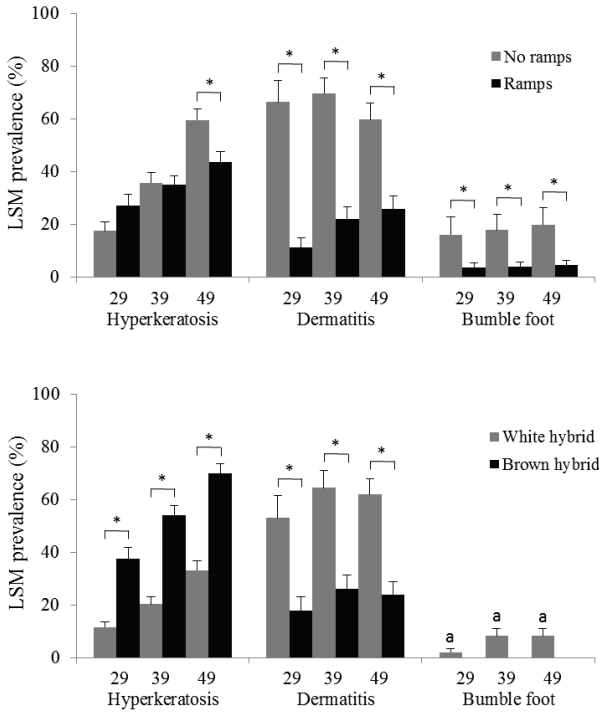 LSM prevalence (%)
100
80
60
40
20
0
No ramps
Ramps
* * * * * * *
29 39 49 29 39 49 29 39 49
Hyperkeratosis Dermatitis Bumble foot
LSM prevalence (%)
100
80
60
40
20
0
White hybrid
Brown hybrid
* * * * * *
a a a
29 39 49 29 39 49 29 39 49
Hyperkeratosis Dermatitis Bumble foot